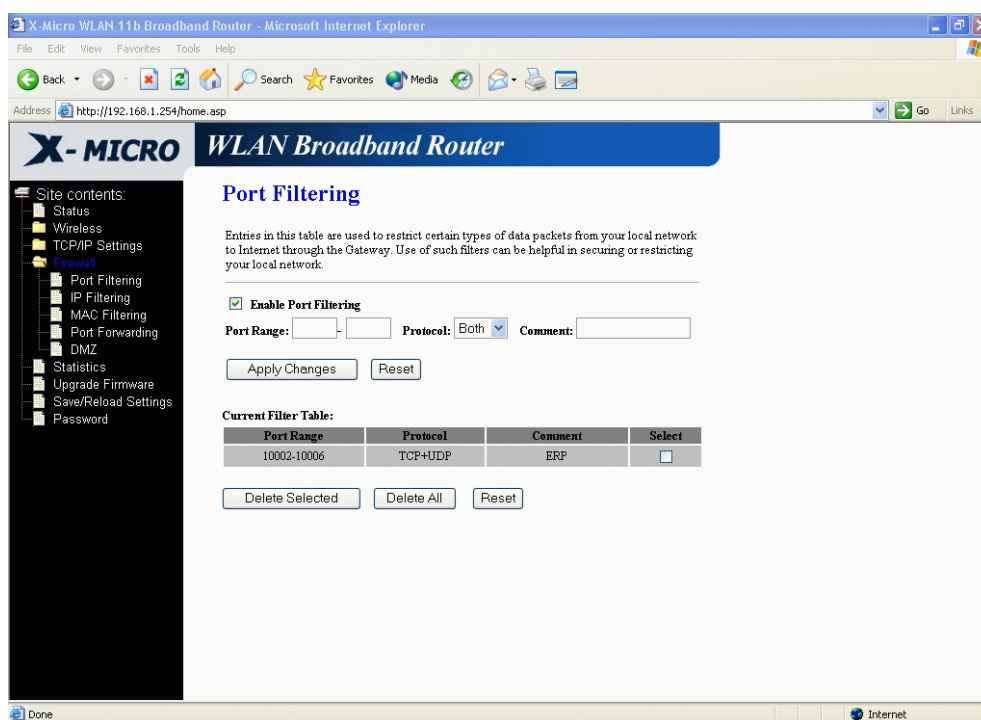 X-Micro WLAN 11b Broadband Router - Microsoft Internet Explorer
File Edit View Favorites Tools Help
Back Search Favorites Media
Address http://192.168.1.254/home.asp Go Links
X-MICRO
WLAN Broadband Router
Site contents:
Status
Wireless
TCP/IP Settings
Firewall
Port Filtering
IP Filtering
MAC Filtering
Port Forwarding
DMZ
Statistics
Upgrade Firmware
Save/Reload Settings
Password
Port Filtering
Entries in this table are used to restrict certain types of data packets from your local network
to Internet through the Gateway. Use of such filters can be helpful in securing or restricting
your local network.
Enable Port Filtering
Port Range: - Protocol: Both Comment:
Apply Changes Reset
Current Filter Table:
Port Range Protocol Comment Select
10002-10006 TCP+UDP ERP
Delete Selected Delete All Reset
Done Internet